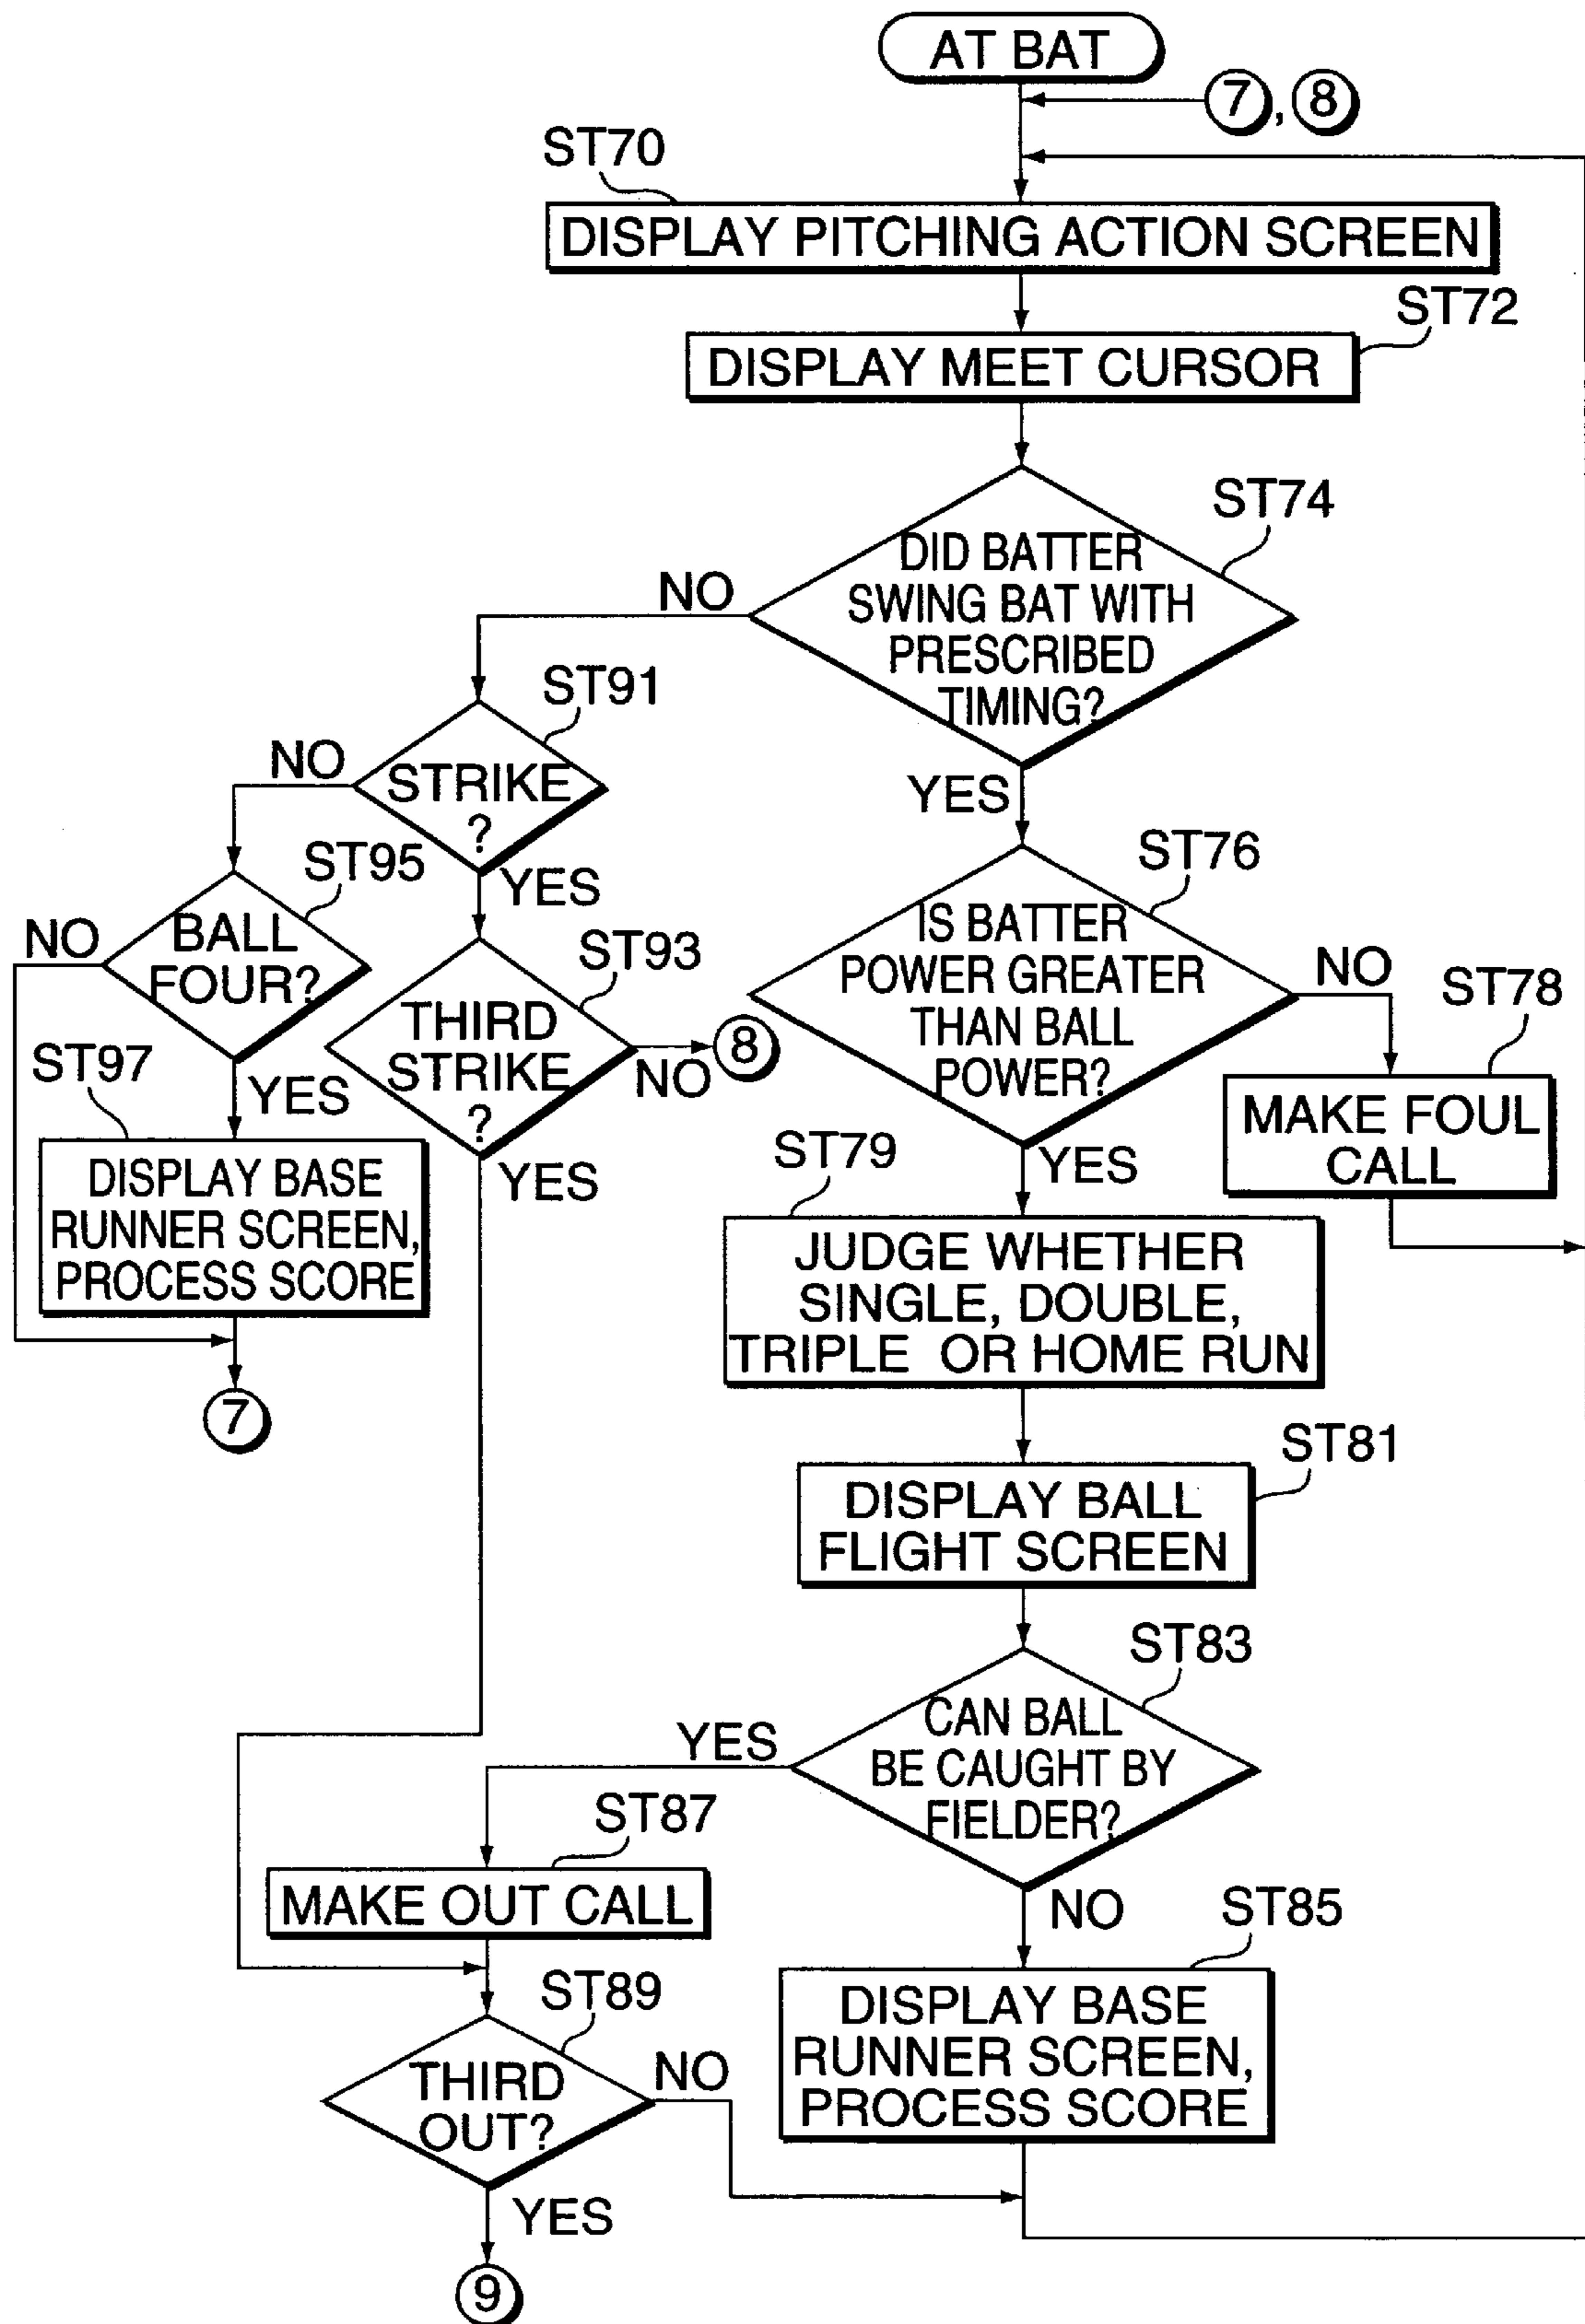 AT BAT
7, 8
ST70
DISPLAY PITCHING ACTION SCREEN
ST72
DISPLAY MEET CURSOR
ST74
DID BATTER
SWING BAT WITH
PRESCRIBED
TIMING?
NO
YES
ST91
STRIKE
?
NO
YES
ST95
BALL
FOUR?
NO
YES
ST93
THIRD
STRIKE
?
NO
8
YES
ST97
DISPLAY BASE
RUNNER SCREEN,
PROCESS SCORE
7
ST76
IS BATTER
POWER GREATER
THAN BALL
POWER?
NO
YES
ST78
MAKE FOUL
CALL
ST79
JUDGE WHETHER
SINGLE, DOUBLE,
TRIPLE OR HOME RUN
ST81
DISPLAY BALL
FLIGHT SCREEN
ST83
CAN BALL
BE CAUGHT BY
FIELDER?
YES
NO
ST87
MAKE OUT CALL
ST85
DISPLAY BASE
RUNNER SCREEN,
PROCESS SCORE
ST89
THIRD
OUT?
NO
YES
9